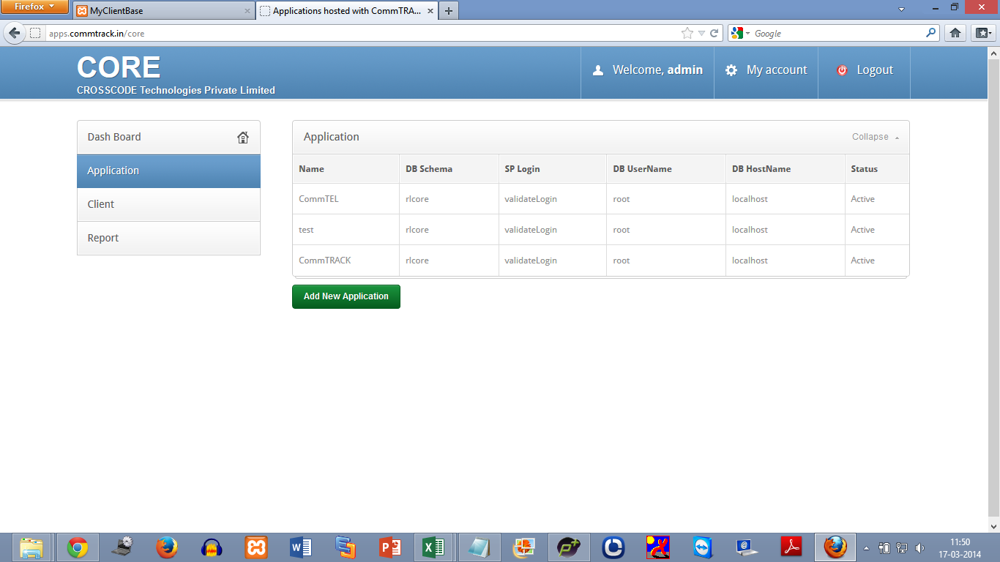 Firefox
MyClientBase
Applications hosted with CommTRA...
apps.commtrack.in/core
Google
CORE
CROSSCODE Technologies Private Limited
Welcome, admin
My account
Logout
Dash Board
Application
Client
Report
Application
Collapse
Name DB Schema SP Login DB UserName DB HostName Status
CommTEL rlcore validateLogin root localhost Active
test rlcore validateLogin root localhost Active
CommTRACK rlcore validateLogin root localhost Active
Add New Application
11:50
17-03-2014